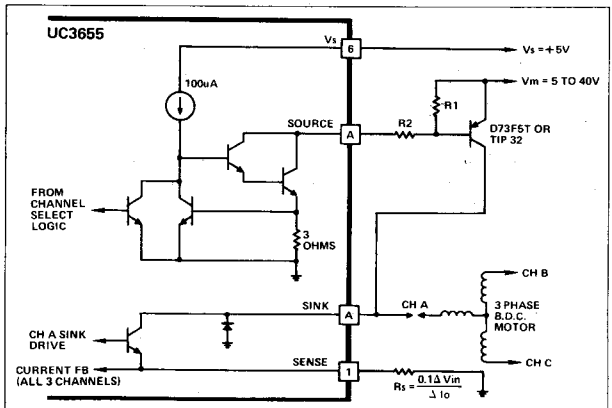 UC3655
Vs
6
Vs = +5V
100uA
Vm = 5 TO 40V
R1
SOURCE
A
R2
D73F5T OR
TIP 32
FROM
CHANNEL
SELECT
LOGIC
3
OHMS
CH B
SINK
A
CH A
3 PHASE
B.D.C.
MOTOR
CH A SINK
DRIVE
SENSE
CH C
CURRENT FB
(ALL 3 CHANNELS)
1
Rs = 0.1Δ Vin
Δ Io